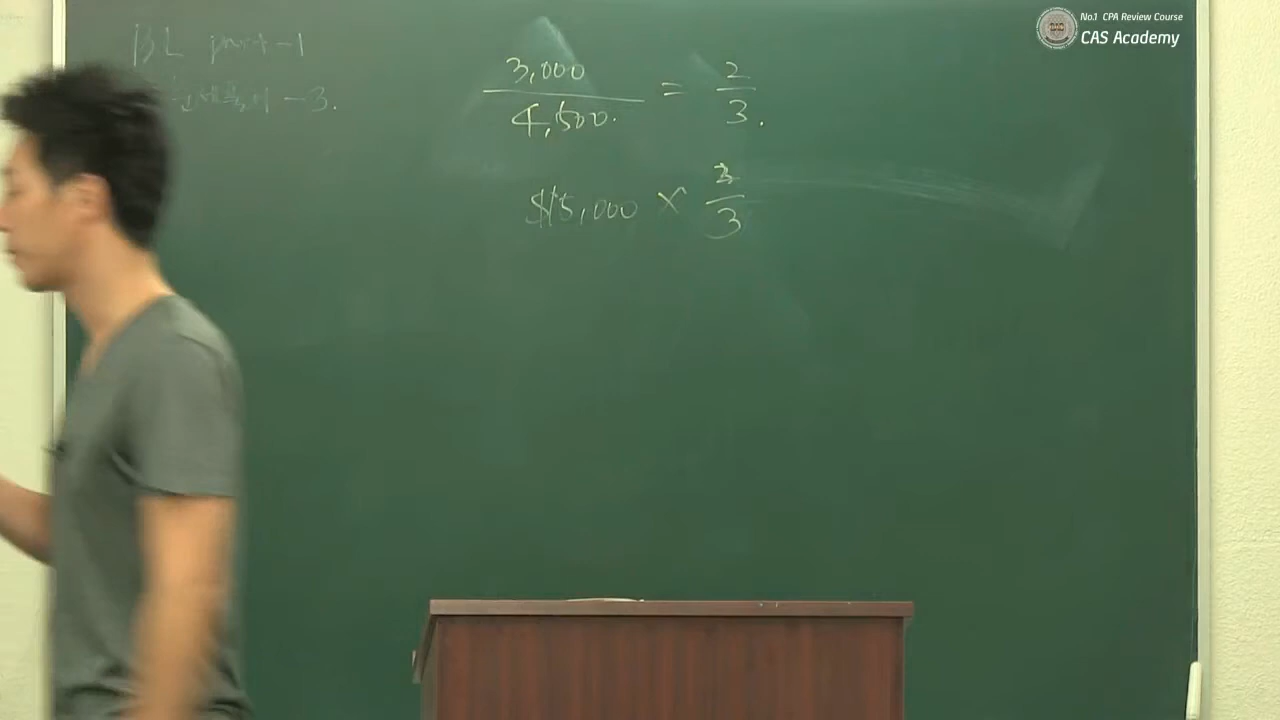 No.1 CPA Review Course
CAS Academy
BL part-1
-3.
3,000
4,500.
= 2
3.
$15,000 × 2
3